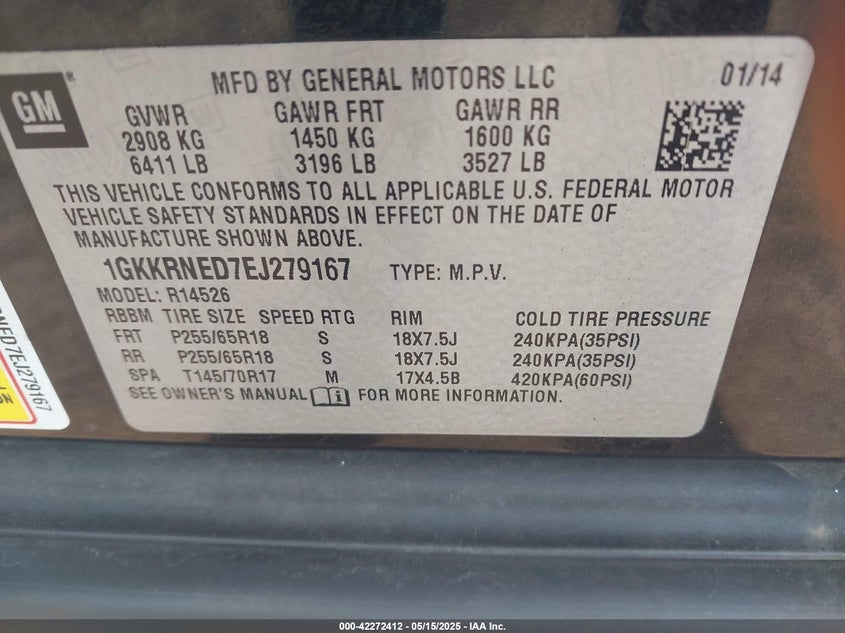 GM®
MFD BY GENERAL MOTORS LLC 01/14
GVWR GAWR FRT GAWR RR
2908 KG 1450 KG 1600 KG
6411 LB 3196 LB 3527 LB
THIS VEHICLE CONFORMS TO ALL APPLICABLE U.S. FEDERAL MOTOR
VEHICLE SAFETY STANDARDS IN EFFECT ON THE DATE OF
MANUFACTURE SHOWN ABOVE.
1GKKRNED7EJ279167 TYPE: M.P.V.
MODEL: R14526
RBBM TIRE SIZE SPEED RTG RIM COLD TIRE PRESSURE
FRT P255/65R18 S 18X7.5J 240KPA(35PSI)
RR P255/65R18 S 18X7.5J 240KPA(35PSI)
SPA T145/70R17 M 17X4.5B 420KPA(60PSI)
SEE OWNER'S MANUAL i FOR MORE INFORMATION.
NED7EJ279167
ON
000-42272412 - 05/15/2025 - IAA Inc.